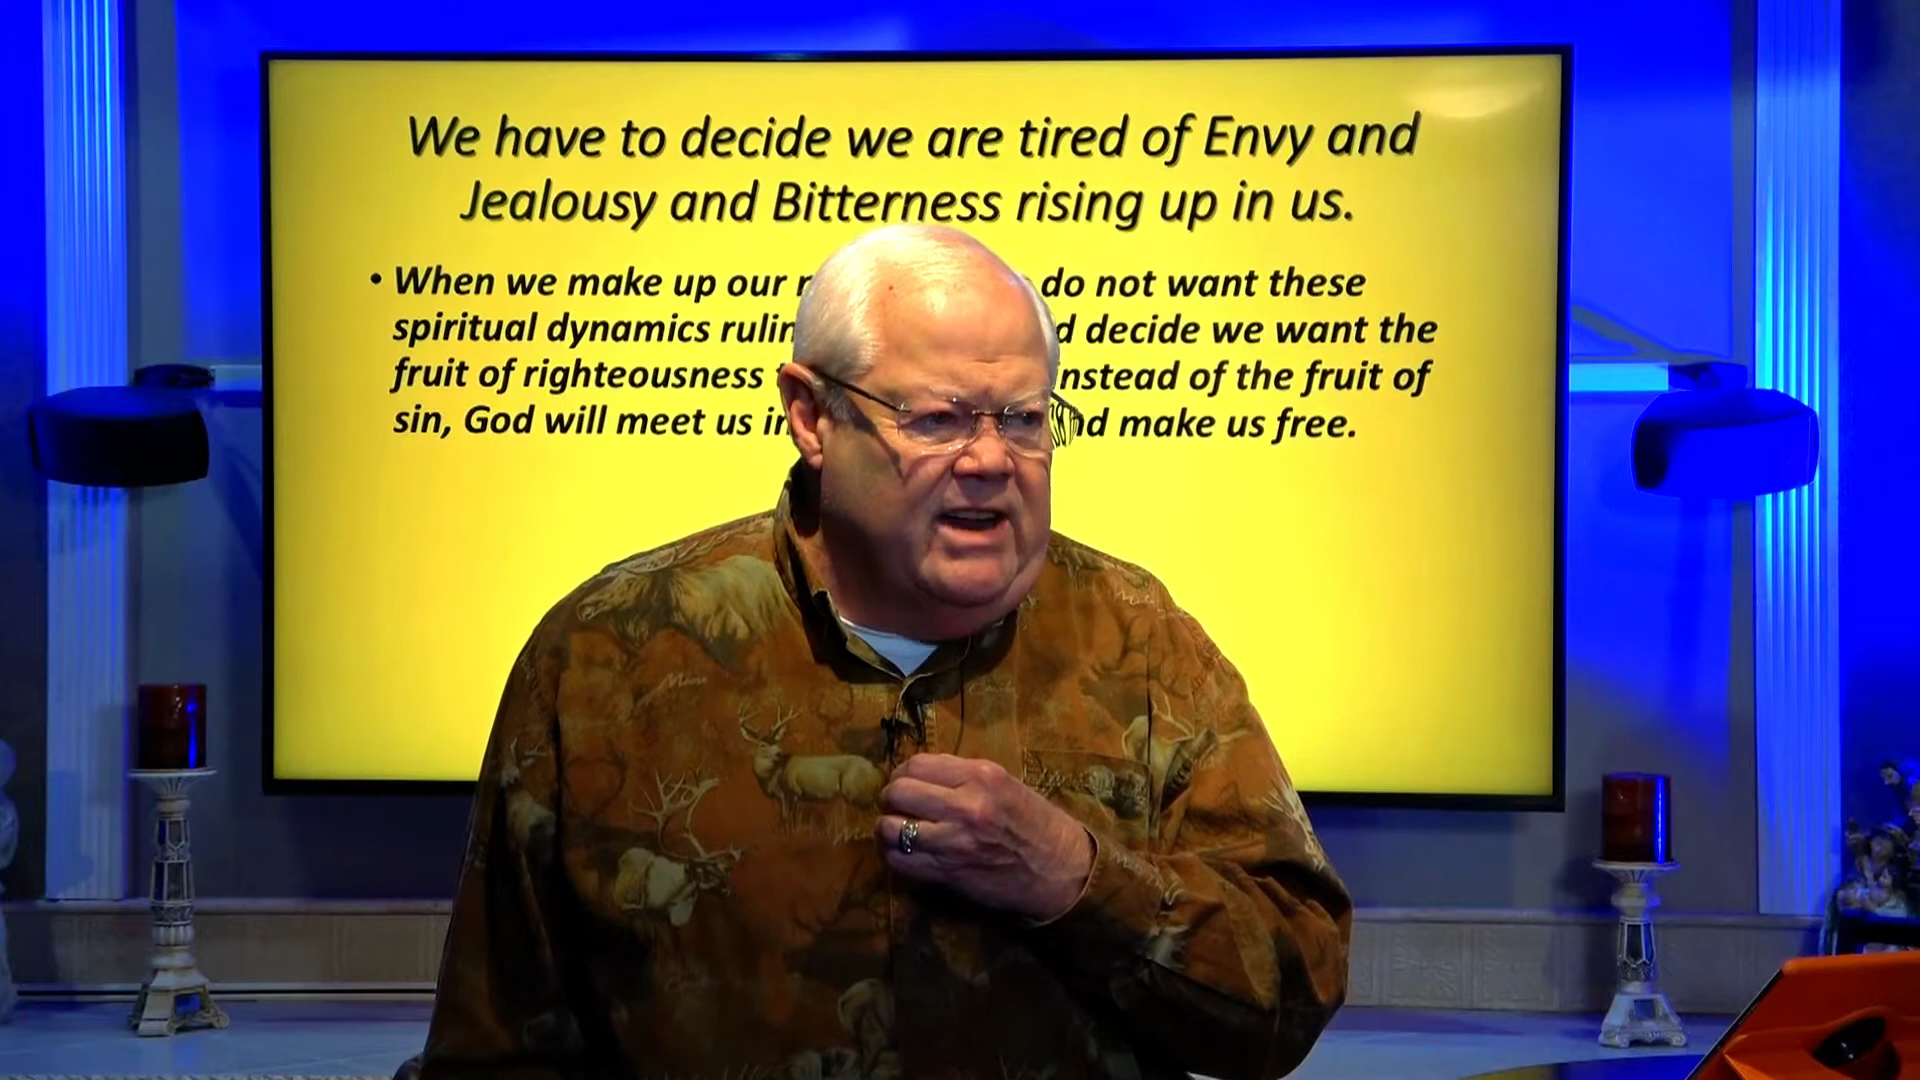 We have to decide we are tired of Envy and
Jealousy and Bitterness rising up in us.
• When we make up our do not want these
spiritual dynamics decide we want the
fruit of righteousness instead of the fruit of
sin, God will meet us make us free.